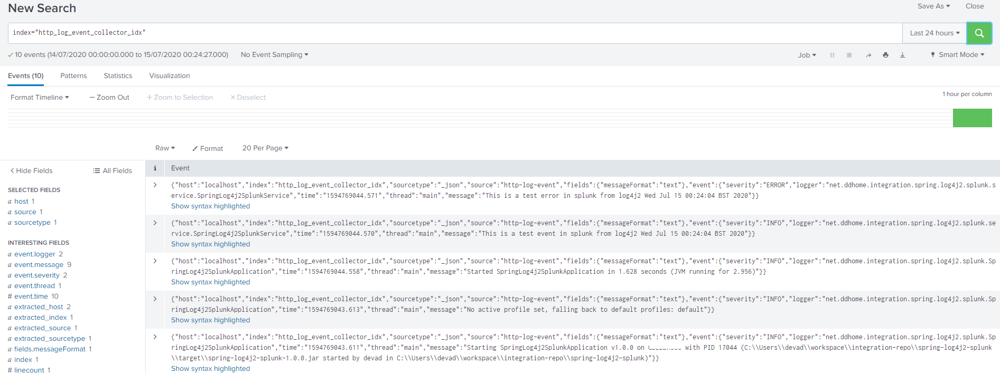 New Search
Save As
Close
index="http_log_event_collector_idx"
Last 24 hours
10 events (14/07/2020 00:00:00.000 to 15/07/2020 00:24:27.000)
No Event Sampling
Job
Smart Mode
Events (10)
Patterns
Statistics
Visualization
Format Timeline
— Zoom Out
+ Zoom to Selection
× Deselect
1 hour per column
Raw
Format
20 Per Page
Hide Fields
All Fields
i
Event
SELECTED FIELDS
a host 1
a source 1
a sourcetype 1
INTERESTING FIELDS
a event.logger 2
a event.message 9
a event.severity 2
a event.thread 1
# event.time 10
a extracted_host 2
a extracted_index 1
a extracted_source 1
a extracted_sourcetype 1
a fields.messageFormat 1
a index 1
# linecount 1
{"host":"localhost","index":"http_log_event_collector_idx","sourcetype":"_json","source":"http-log-event","fields":{"messageFormat":"text"},"event":{"severity":"ERROR","logger":"net.ddhome.integration.spring.log4j2.splunk.s
ervice.SpringLog4j2SplunkService","time":"1594769044.571","thread":"main","message":"This is a test error in splunk from log4j2 Wed Jul 15 00:24:04 BST 2020"}}
Show syntax highlighted
{"host":"localhost","index":"http_log_event_collector_idx","sourcetype":"_json","source":"http-log-event","fields":{"messageFormat":"text"},"event":{"severity":"INFO","logger":"net.ddhome.integration.spring.log4j2.splunk.se
rvice.SpringLog4j2SplunkService","time":"1594769044.570","thread":"main","message":"This is a test event in splunk from log4j2 Wed Jul 15 00:24:04 BST 2020"}}
Show syntax highlighted
{"host":"localhost","index":"http_log_event_collector_idx","sourcetype":"_json","source":"http-log-event","fields":{"messageFormat":"text"},"event":{"severity":"INFO","logger":"net.ddhome.integration.spring.log4j2.splunk.Sp
ringLog4j2SplunkApplication","time":"1594769044.558","thread":"main","message":"Started SpringLog4j2SplunkApplication in 1.628 seconds (JVM running for 2.956)"}}
Show syntax highlighted
{"host":"localhost","index":"http_log_event_collector_idx","sourcetype":"_json","source":"http-log-event","fields":{"messageFormat":"text"},"event":{"severity":"INFO","logger":"net.ddhome.integration.spring.log4j2.splunk.Sp
ringLog4j2SplunkApplication","time":"1594769043.613","thread":"main","message":"No active profile set, falling back to default profiles: default"}}
Show syntax highlighted
{"host":"localhost","index":"http_log_event_collector_idx","sourcetype":"_json","source":"http-log-event","fields":{"messageFormat":"text"},"event":{"severity":"INFO","logger":"net.ddhome.integration.spring.log4j2.splunk.Sp
ringLog4j2SplunkApplication","time":"1594769043.611","thread":"main","message":"Starting SpringLog4j2SplunkApplication v1.0.0 on with PID 17044 (C:\\Users\\devad\\workspace\\integration-repo\\spring-log4j2-splunk
\\target\\spring-log4j2-splunk-1.0.0.jar started by devad in C:\\Users\\devad\\workspace\\integration-repo\\spring-log4j2-splunk)"}}
Show syntax highlighted